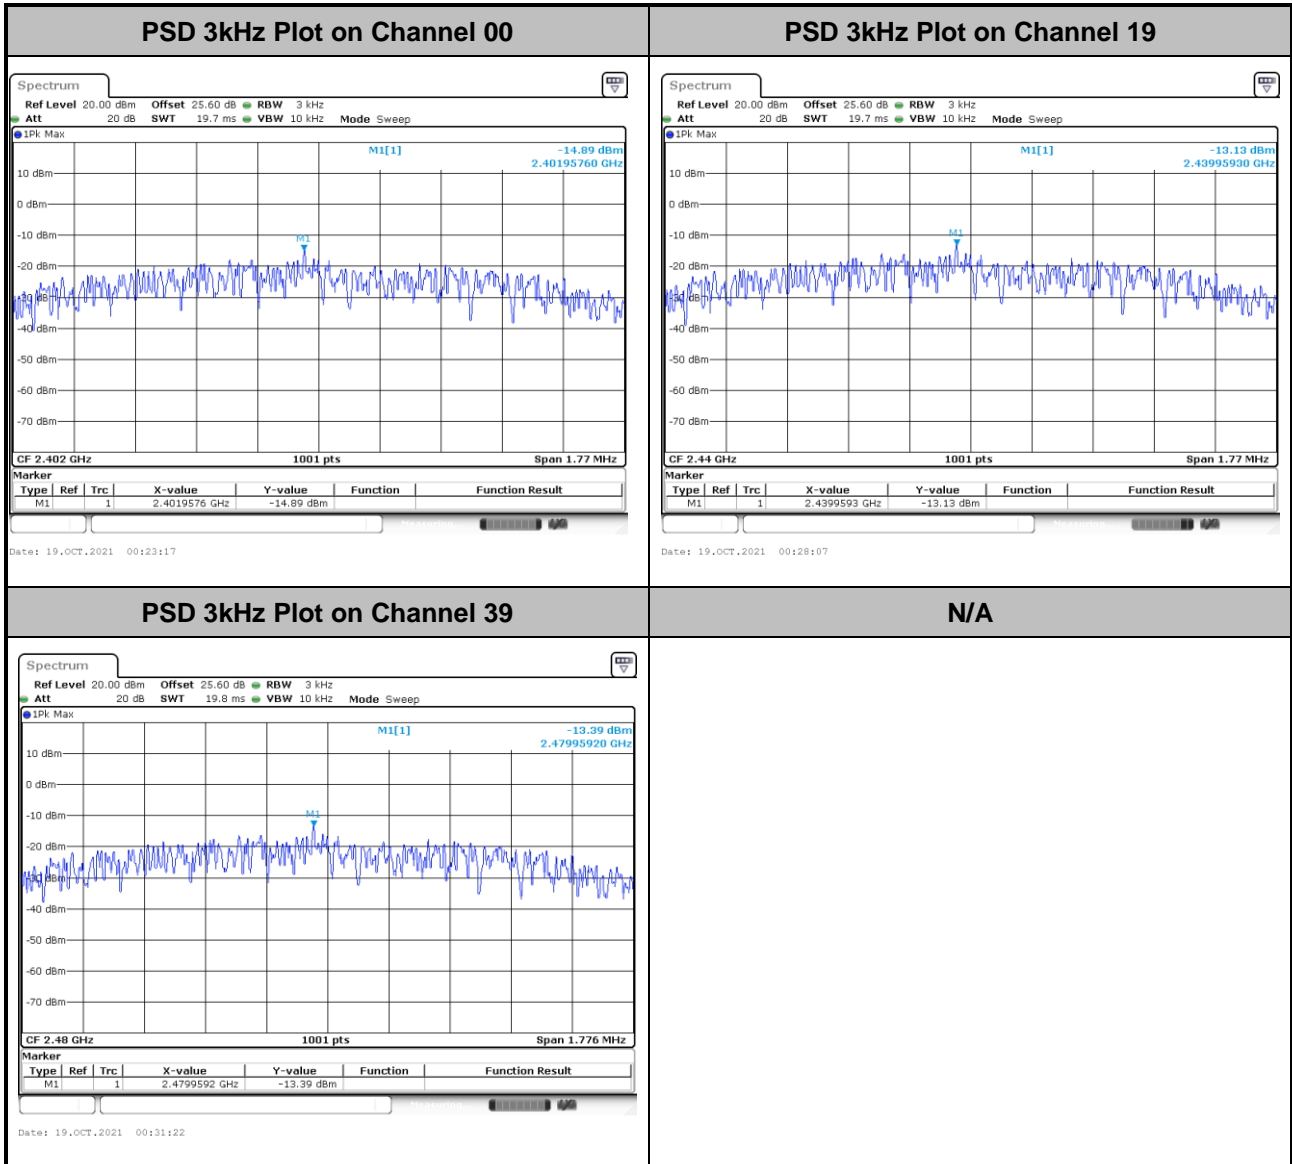 PSD 3kHz Plot on Channel 00
Spectrum
Ref Level 20.00 dBm Offset 25.60 dB RBW 3 kHz
Att 20 dB SWT 19.7 ms VBW 10 kHz Mode Sweep
1Pk Max
M1[1] -14.89 dBm
2.40195760 GHz
10 dBm
0 dBm
M1
-10 dBm
-20 dBm
-30 dBm
-40 dBm
-50 dBm
-60 dBm
-70 dBm
CF 2.402 GHz 1001 pts Span 1.77 MHz
Marker
Type Ref Trc X-value Y-value Function Function Result
M1 1 2.4019576 GHz -14.89 dBm
Measuring...
Date: 19.OCT.2021 00:23:17
PSD 3kHz Plot on Channel 19
Spectrum
Ref Level 20.00 dBm Offset 25.60 dB RBW 3 kHz
Att 20 dB SWT 19.7 ms VBW 10 kHz Mode Sweep
1Pk Max
M1[1] -13.13 dBm
2.43995930 GHz
10 dBm
0 dBm
M1
-10 dBm
-20 dBm
-30 dBm
-40 dBm
-50 dBm
-60 dBm
-70 dBm
CF 2.44 GHz 1001 pts Span 1.77 MHz
Marker
Type Ref Trc X-value Y-value Function Function Result
M1 1 2.4399593 GHz -13.13 dBm
Measuring...
Date: 19.OCT.2021 00:28:07
PSD 3kHz Plot on Channel 39
Spectrum
Ref Level 20.00 dBm Offset 25.60 dB RBW 3 kHz
Att 20 dB SWT 19.8 ms VBW 10 kHz Mode Sweep
1Pk Max
M1[1] -13.39 dBm
2.47995920 GHz
10 dBm
0 dBm
M1
-10 dBm
-20 dBm
-30 dBm
-40 dBm
-50 dBm
-60 dBm
-70 dBm
CF 2.48 GHz 1001 pts Span 1.776 MHz
Marker
Type Ref Trc X-value Y-value Function Function Result
M1 1 2.4799592 GHz -13.39 dBm
Measuring...
Date: 19.OCT.2021 00:31:22
N/A